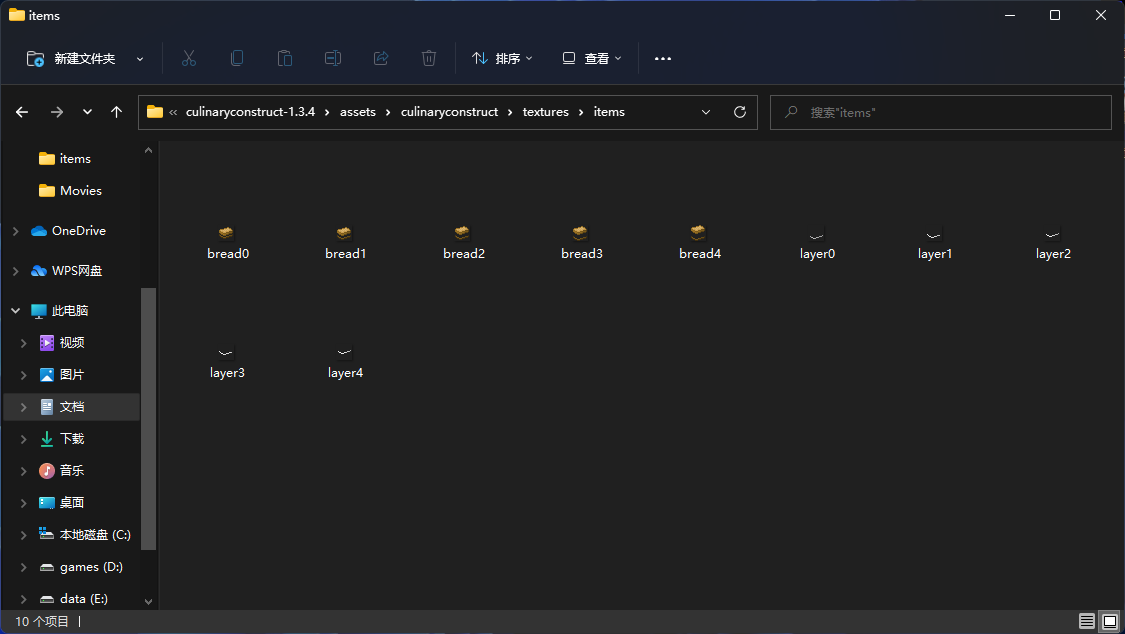 items
新建文件夹
排序
查看
« culinaryconstruct-1.3.4 › assets › culinaryconstruct › textures › items
搜索"items"
items
Movies
OneDrive
WPS网盘
此电脑
视频
图片
文档
下载
音乐
桌面
本地磁盘 (C:)
games (D:)
data (E:)
bread0 bread1 bread2 bread3 bread4 layer0 layer1 layer2
layer3 layer4
10 个项目